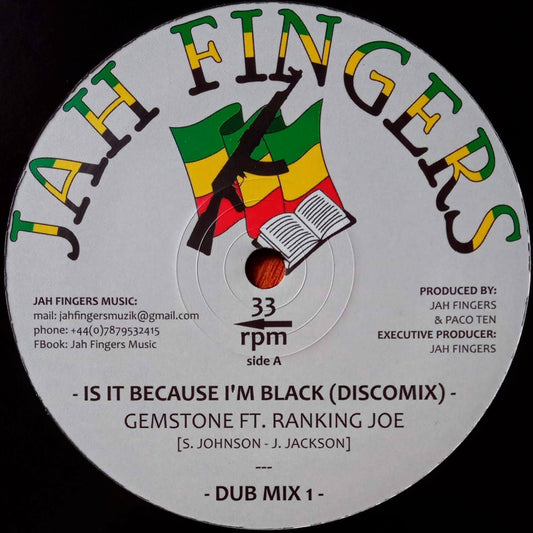 JAH FINGERS
JAH FINGERS MUSIC:
mail: jahfingersmuzik@gmail.com
phone: +44(0)7879532415
FBook: Jah Fingers Music
33
rpm
side A
PRODUCED BY:
JAH FINGERS
& PACO TEN
EXECUTIVE PRODUCER:
JAH FINGERS
- IS IT BECAUSE I'M BLACK (DISCOMIX) -
GEMSTONE FT. RANKING JOE
[S. JOHNSON - J. JACKSON]
---
- DUB MIX 1 -